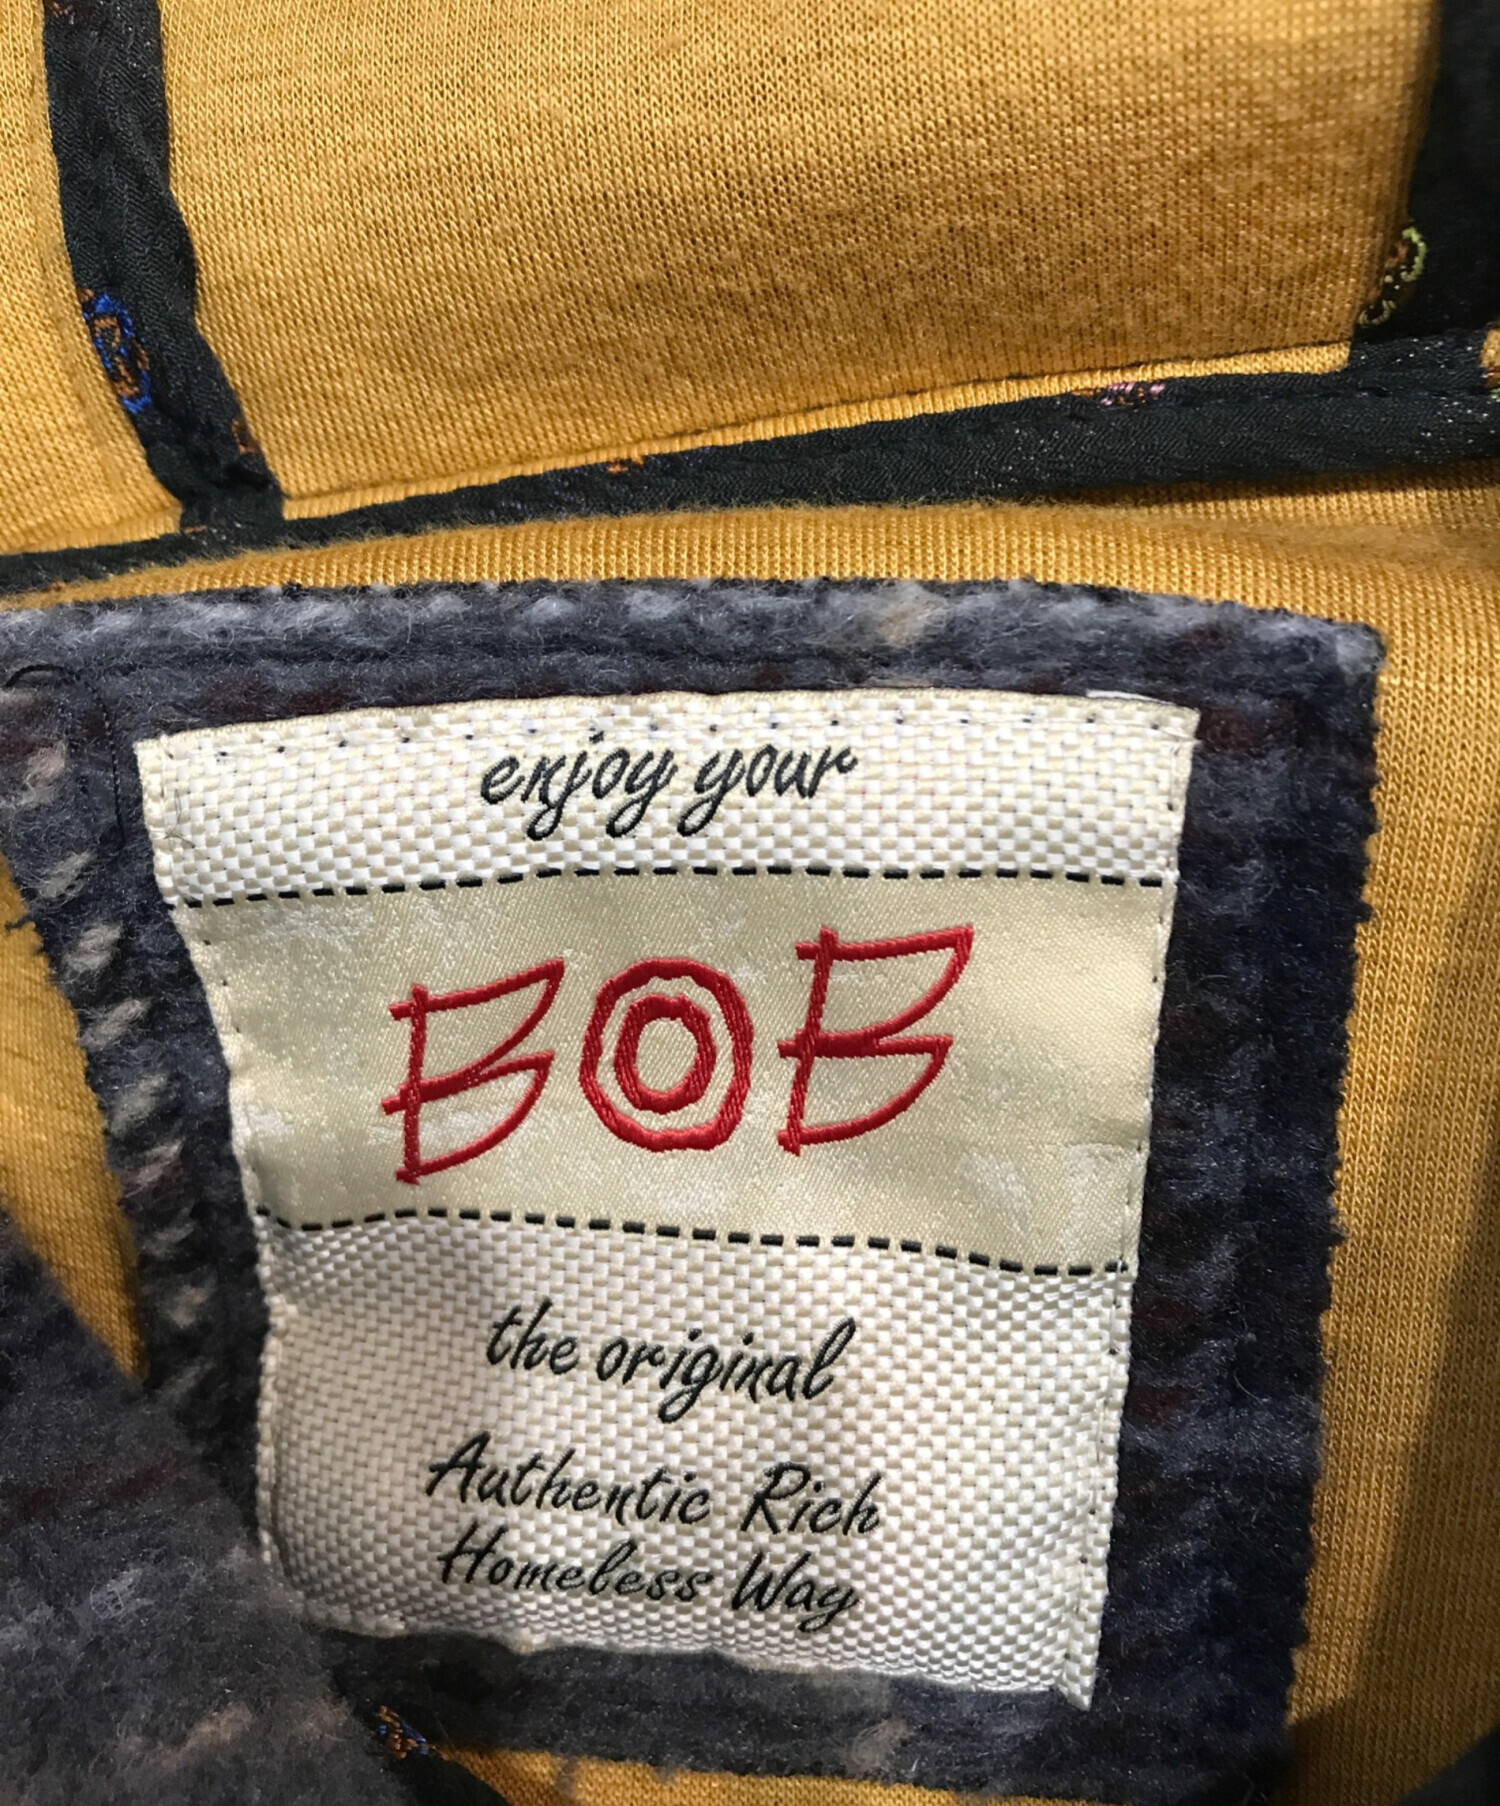 enjoy your
BOB
the original
Authentic Rich
Homeless Way